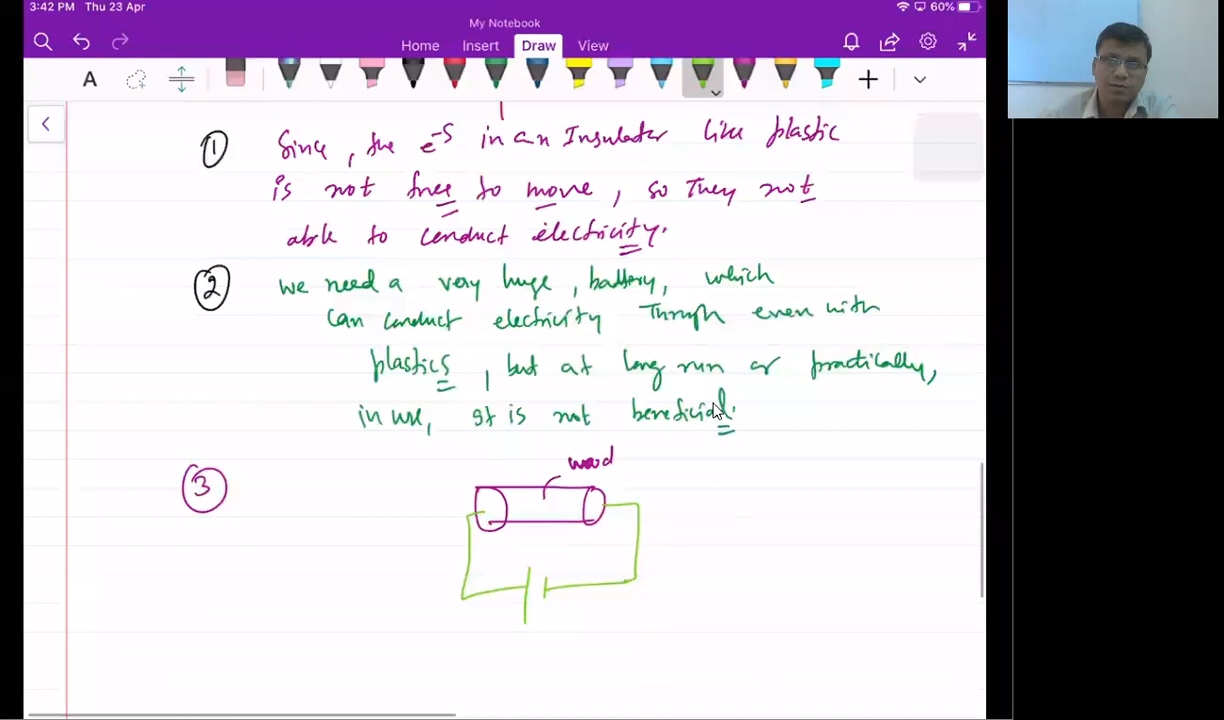 3:42 PM Thu 23 Apr
60%
My Notebook
Home Insert Draw View
A
① Since, the e⁻s in an Insulator like plastic
is not free to move, so They not
able to conduct electricity.
② we need a very huge, battery, which
can conduct electricity Through even with
plastics, but at long run or practically,
in use, It is not beneficial.
wood
③